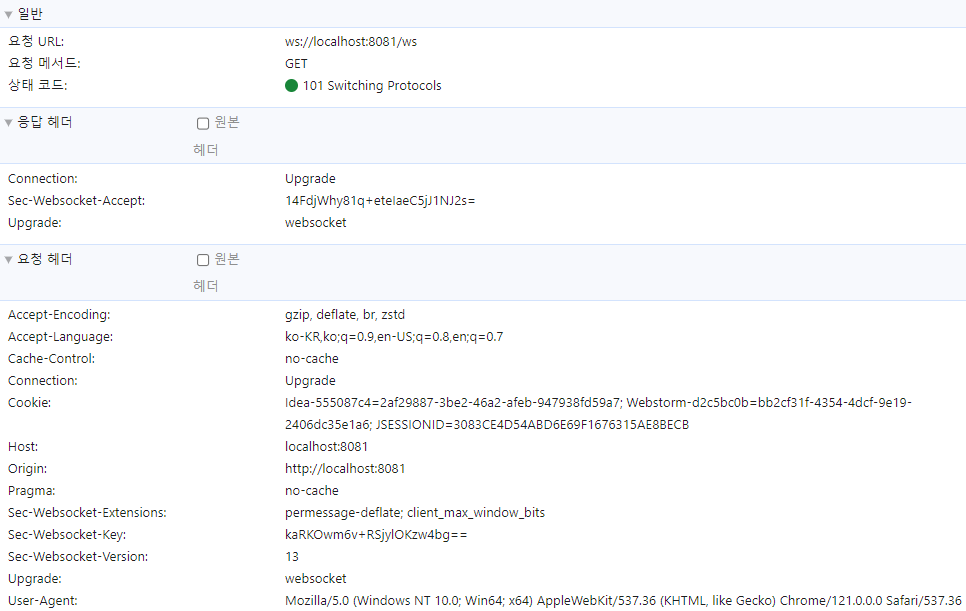 일반
요청 URL: ws://localhost:8081/ws
요청 메서드: GET
상태 코드: 101 Switching Protocols
응답 헤더 원본
헤더
Connection: Upgrade
Sec-Websocket-Accept: 14FdjWhy81q+eteIaeC5jJ1NJ2s=
Upgrade: websocket
요청 헤더 원본
헤더
Accept-Encoding: gzip, deflate, br, zstd
Accept-Language: ko-KR,ko;q=0.9,en-US;q=0.8,en;q=0.7
Cache-Control: no-cache
Connection: Upgrade
Cookie: Idea-555087c4=2af29887-3be2-46a2-afeb-947938fd59a7; Webstorm-d2c5bc0b=bb2cf31f-4354-4dcf-9e19-
2406dc35e1a6; JSESSIONID=3083CE4D54ABD6E69F1676315AE8BECB
Host: localhost:8081
Origin: http://localhost:8081
Pragma: no-cache
Sec-Websocket-Extensions: permessage-deflate; client_max_window_bits
Sec-Websocket-Key: kaRKOwm6v+RSjylOKzw4bg==
Sec-Websocket-Version: 13
Upgrade: websocket
User-Agent: Mozilla/5.0 (Windows NT 10.0; Win64; x64) AppleWebKit/537.36 (KHTML, like Gecko) Chrome/121.0.0.0 Safari/537.36